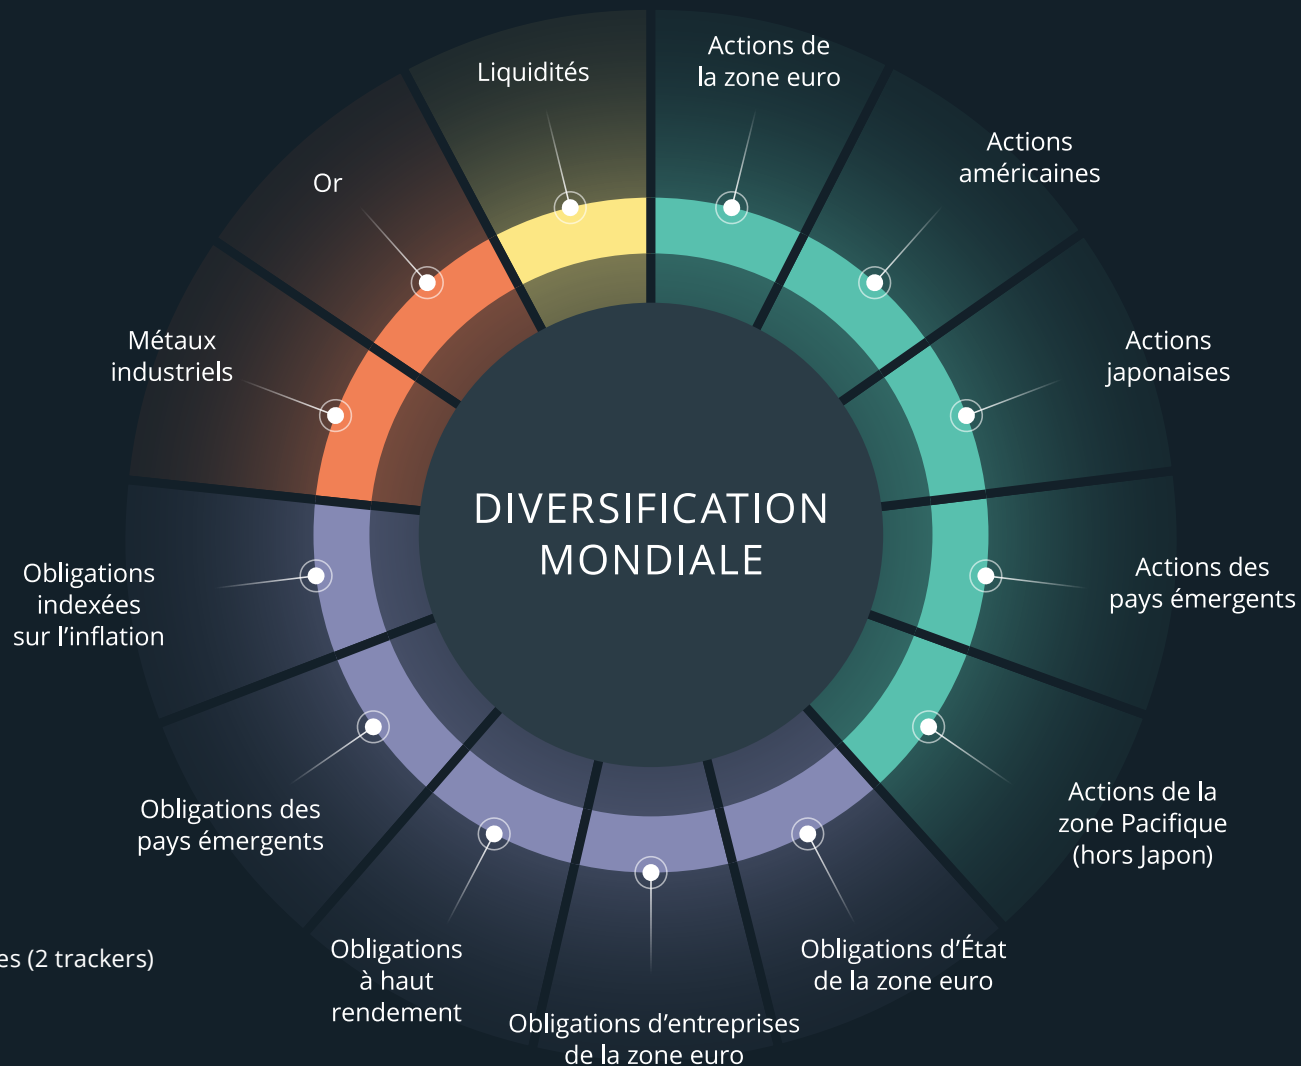 Liquidités
Actions de
la zone euro
Actions
américaines
Or
Actions
japonaises
Métaux
industriels
DIVERSIFICATION
MONDIALE
Actions des
pays émergents
Obligations
indexées
sur l’inflation
Actions de la
zone Pacifique
(hors Japon)
Obligations des
pays émergents
Obligations d’État
de la zone euro
Obligations
à haut
rendement
(2 trackers)
Obligations d’entreprises
de la zone euro